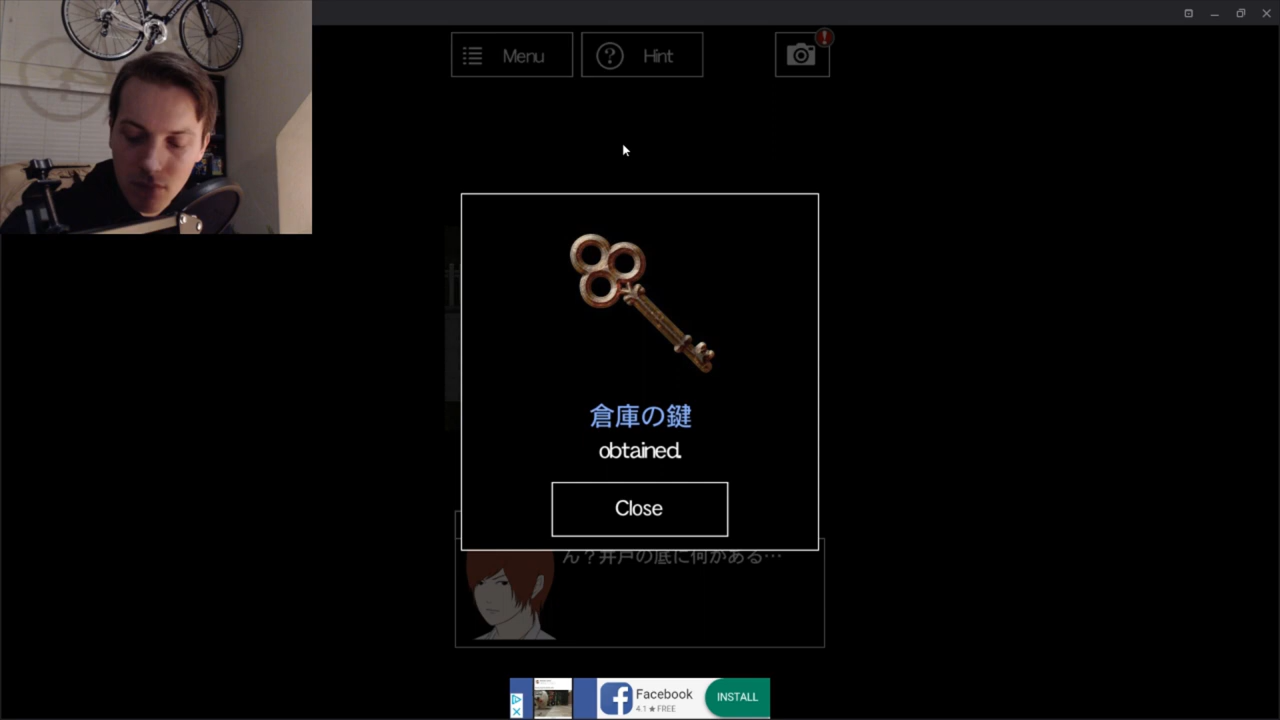 Menu
Hint
倉庫の鍵
obtained.
Close
ん？井戸の底に何がある…
Facebook
4.1 ★ FREE
INSTALL